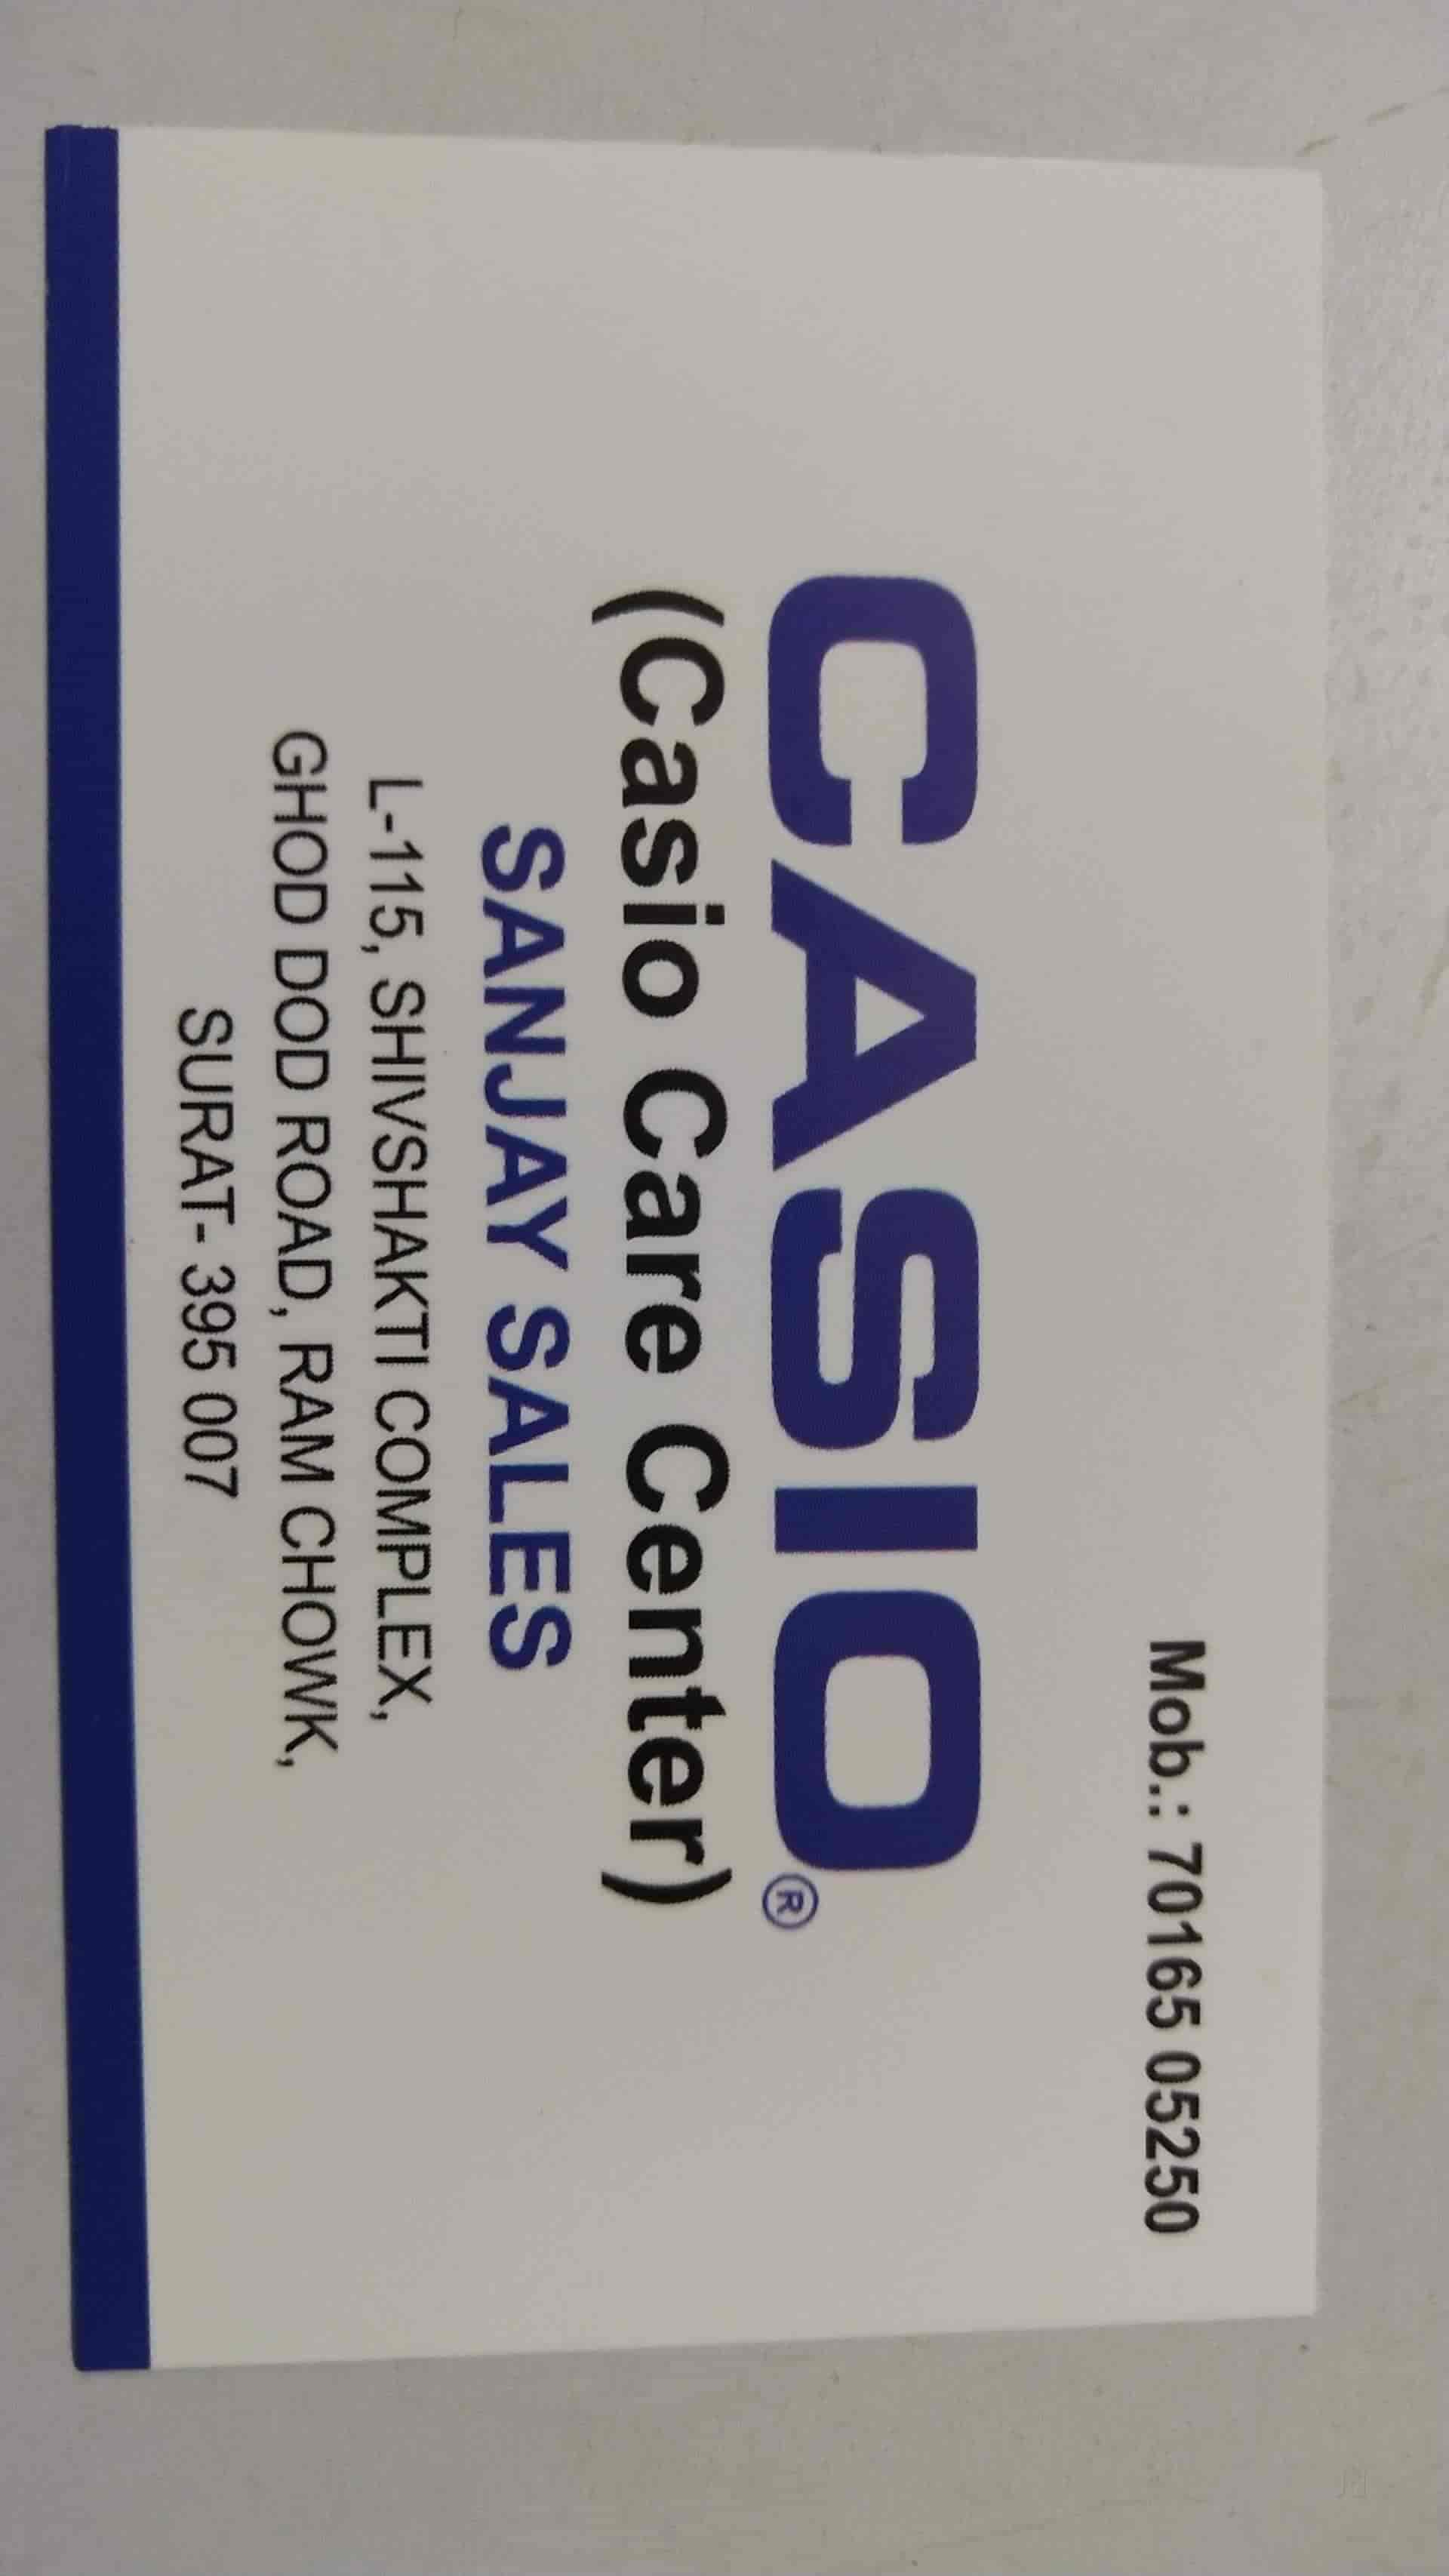 Mob.: 70165 05250
CASIO®
(Casio Care Center)
SANJAY SALES
L-115, SHIVSHAKTI COMPLEX,
GHOD DOD ROAD, RAM CHOWK,
SURAT- 395 007